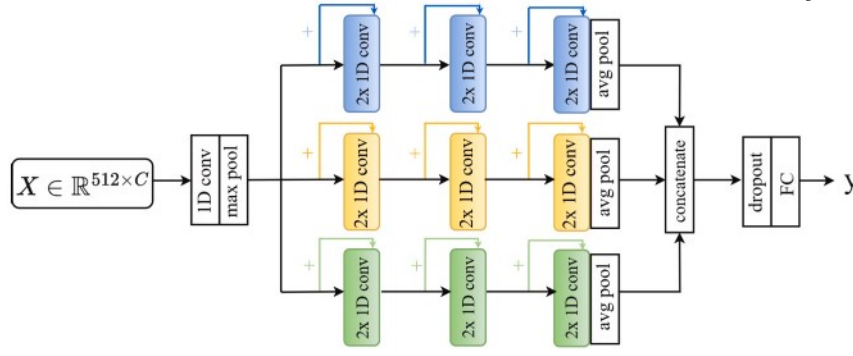 + + +
2x 1D conv
2x 1D conv
2x 1D conv
avg pool
X ∈ ℝ^{512×C}
1D conv
max pool
+ + +
2x 1D conv
2x 1D conv
2x 1D conv
avg pool
concatenate
dropout
FC
y
+ + +
2x 1D conv
2x 1D conv
2x 1D conv
avg pool